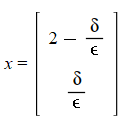 x = [ 2 − δ/ϵ
δ/ϵ ]